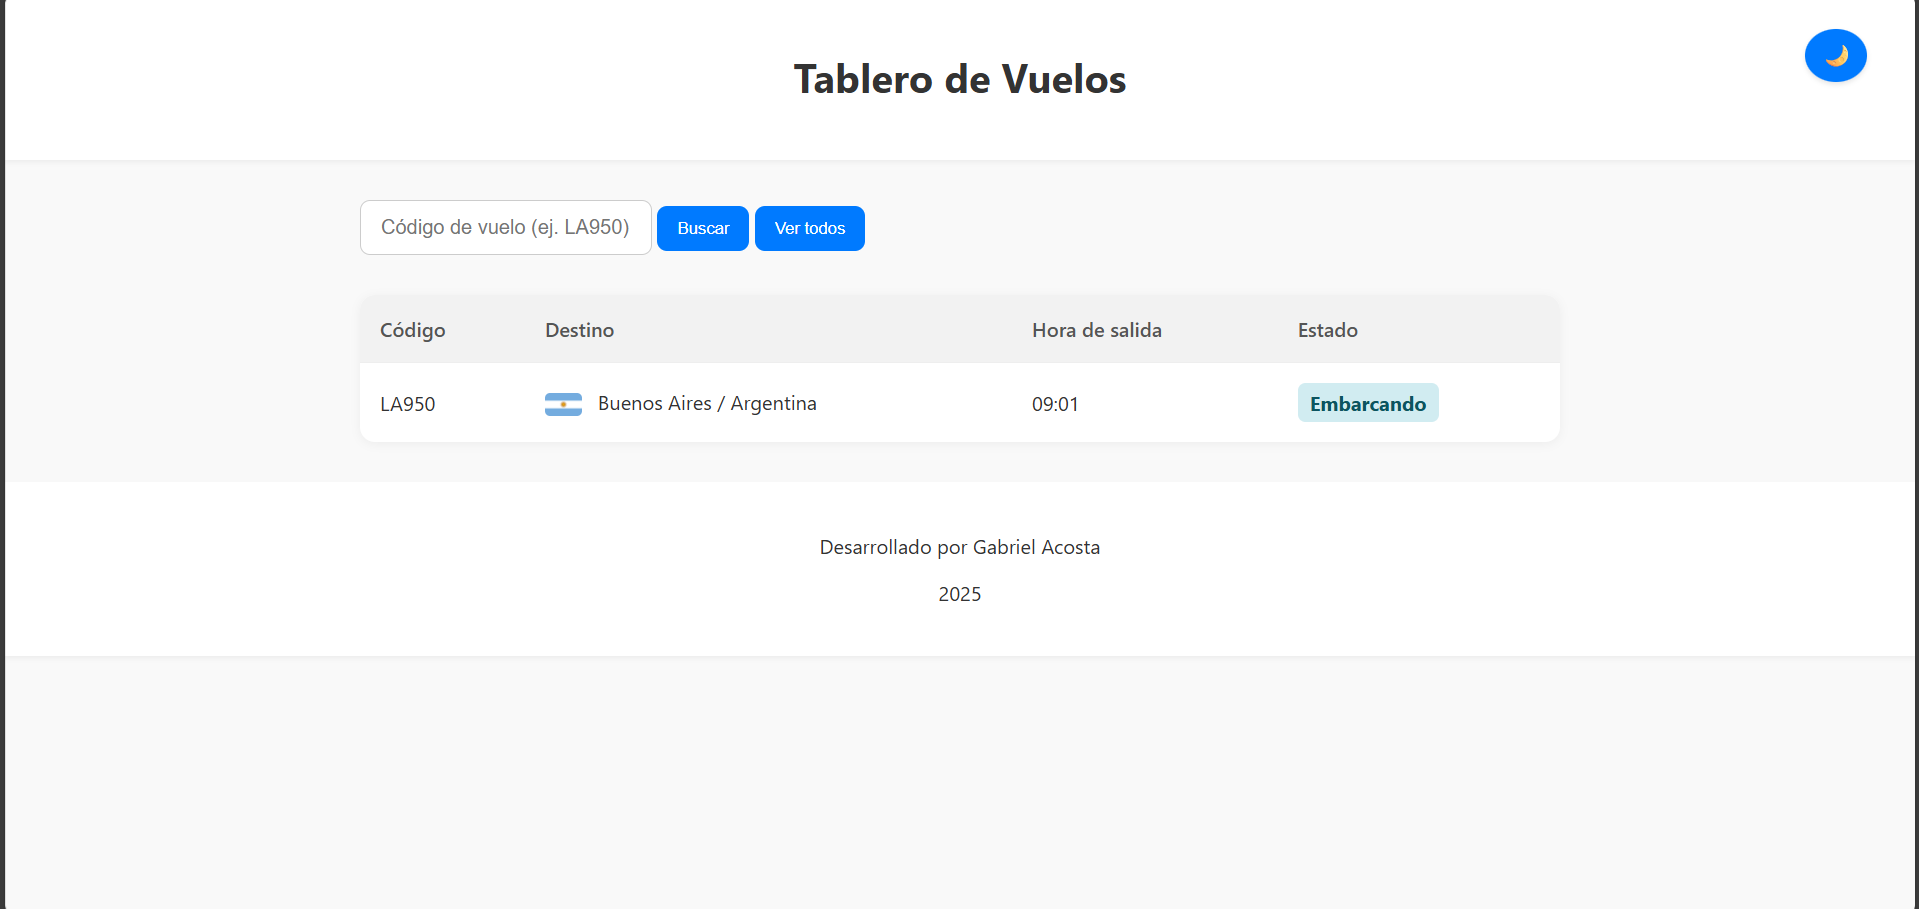 Tablero de Vuelos
Código de vuelo (ej. LA950) Buscar Ver todos
Código Destino Hora de salida Estado
LA950 Buenos Aires / Argentina 09:01 Embarcando
Desarrollado por Gabriel Acosta
2025